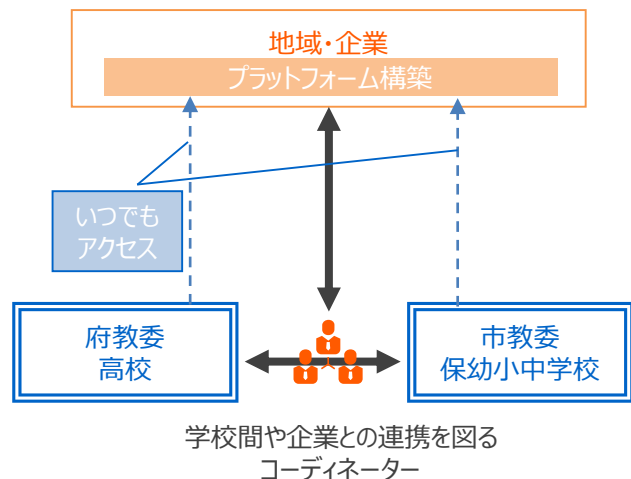 地域・企業
プラットフォーム構築
いつでも
アクセス
府教委
高校
市教委
保幼小中学校
学校間や企業との連携を図る
コーディネーター